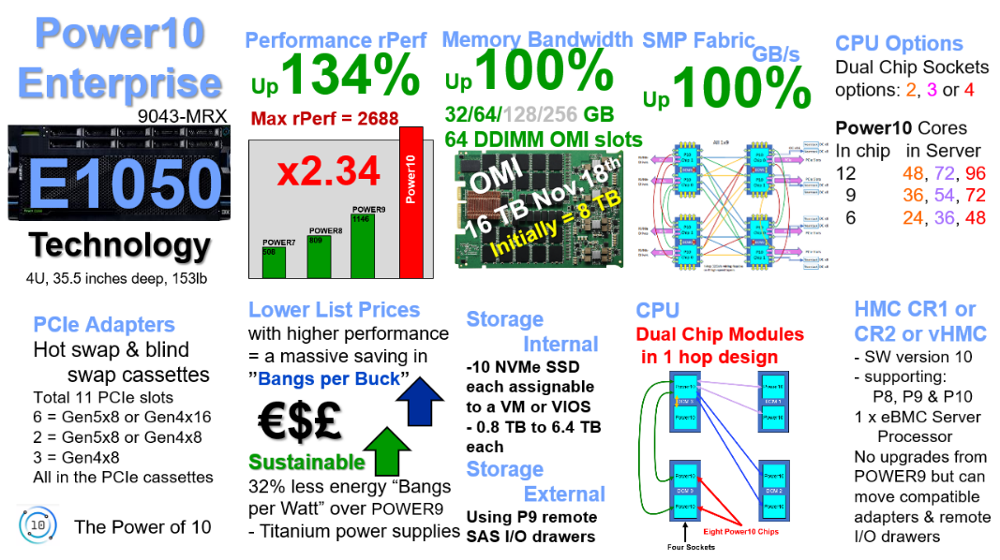 Power10
Enterprise
9043-MRX
E1050
Technology
4U, 35.5 inches deep, 153lb
Performance rPerf
Up 134%
Max rPerf = 2688
x2.34
POWER7
508
POWER8
809
POWER9
1146
Power10
Memory Bandwidth
Up 100%
32/64/128/256 GB
64 DDIMM OMI slots
OMI
16 TB Nov.18th
Initially = 8 TB
SMP Fabric
GB/s
Up 100%
CPU Options
Dual Chip Sockets
options: 2, 3 or 4
Power10 Cores
In chip in Server
12 48, 72, 96
9 36, 54, 72
6 24, 36, 48
PCIe Adapters
Hot swap & blind
swap cassettes
Total 11 PCIe slots
6 = Gen5x8 or Gen4x16
2 = Gen5x8 or Gen4x8
3 = Gen4x8
All in the PCIe cassettes
10
The Power of 10
Lower List Prices
with higher performance
= a massive saving in
”Bangs per Buck”
€$£
Sustainable
32% less energy “Bangs
per Watt” over POWER9
- Titanium power supplies
Storage
Internal
-10 NVMe SSD
each assignable
to a VM or VIOS
- 0.8 TB to 6.4 TB
each
Storage
External
Using P9 remote
SAS I/O drawers
CPU
Dual Chip Modules
in 1 hop design
Power10
Power10
Power10
DCM 1
Power10
Power10
DCM 3
Power10
Power10
DCM 2
Power10
Eight Power10 Chips
Four Sockets
HMC CR1 or
CR2 or vHMC
- SW version 10
- supporting:
P8, P9 & P10
1 x eBMC Server
Processor
No upgrades from
POWER9 but can
move compatible
adapters & remote
I/O drawers